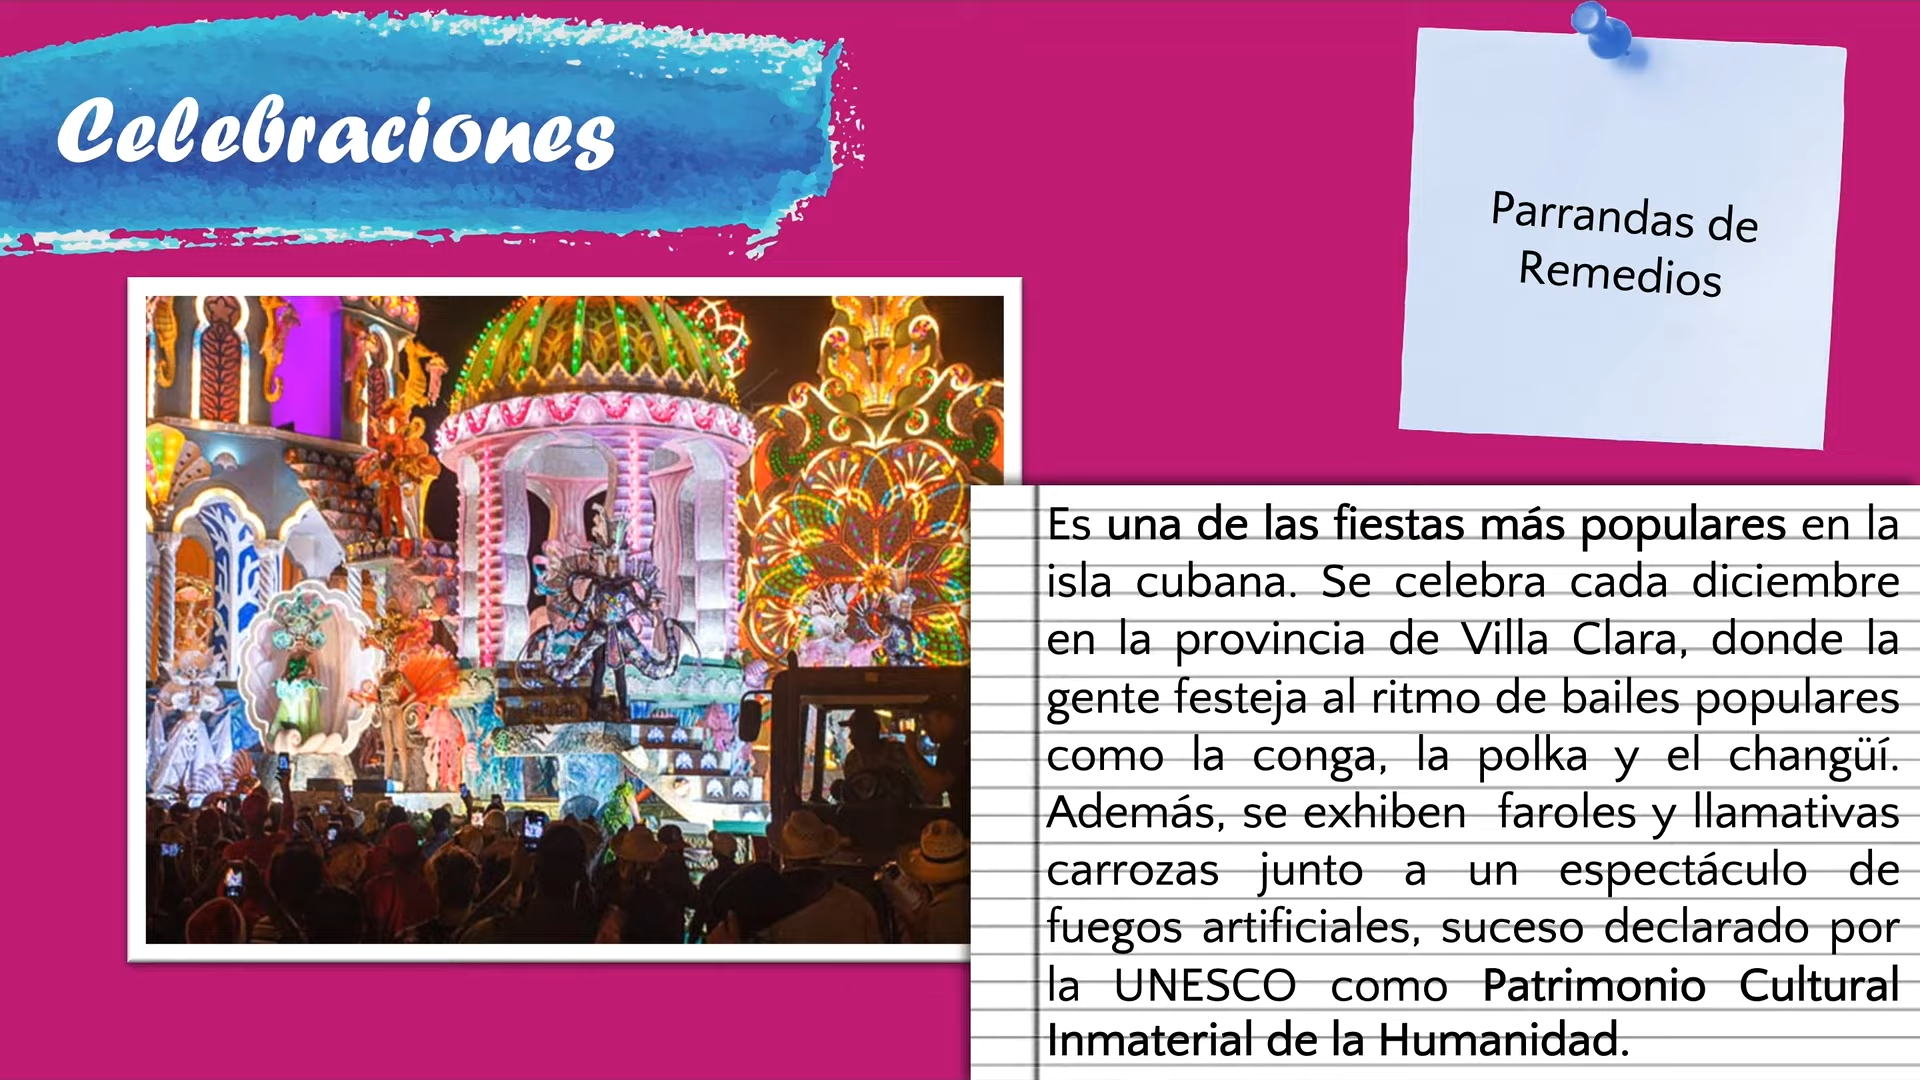 Celebraciones
Parrandas de
Remedios
Es una de las fiestas más populares en la
isla cubana. Se celebra cada diciembre
en la provincia de Villa Clara, donde la
gente festeja al ritmo de bailes populares
como la conga, la polka y el changüí.
Además, se exhiben faroles y llamativas
carrozas junto a un espectáculo de
fuegos artificiales, suceso declarado por
la UNESCO como Patrimonio Cultural
Inmaterial de la Humanidad.